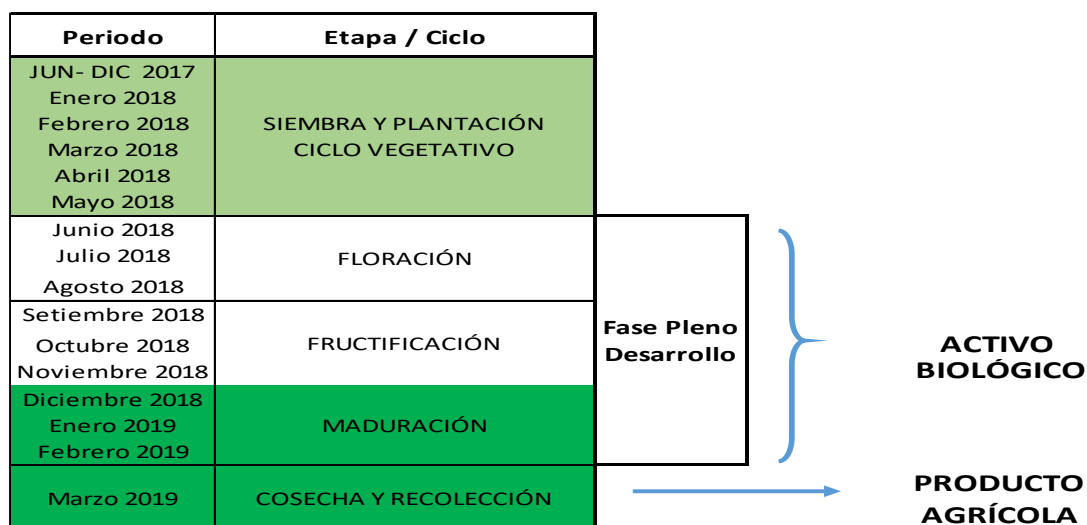 Periodo
Etapa / Ciclo
JUN- DIC 2017
Enero 2018
Febrero 2018
Marzo 2018
Abril 2018
Mayo 2018
SIEMBRA Y PLANTACIÓN
CICLO VEGETATIVO
Junio 2018
Julio 2018
Agosto 2018
FLORACIÓN
Setiembre 2018
Octubre 2018
Noviembre 2018
FRUCTIFICACIÓN
Diciembre 2018
Enero 2019
Febrero 2019
MADURACIÓN
Fase Pleno
Desarrollo
ACTIVO
BIOLÓGICO
Marzo 2019
COSECHA Y RECOLECCIÓN
PRODUCTO
AGRÍCOLA